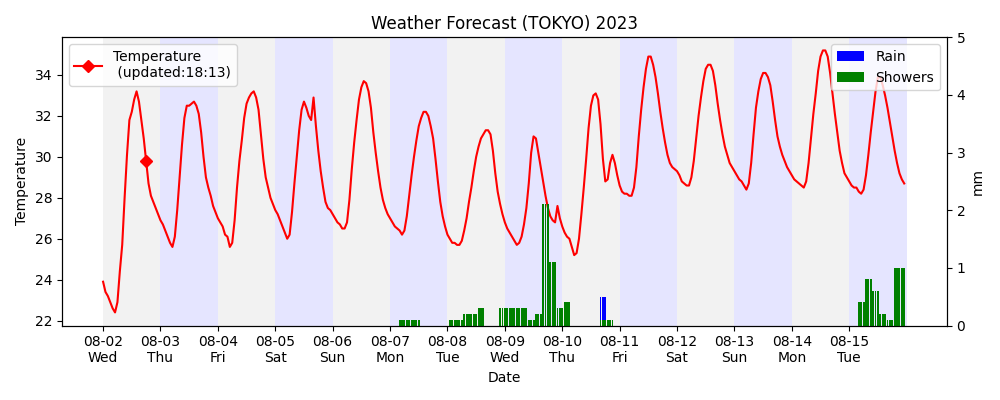 Weather Forecast (TOKYO) 2023
Temperature
(updated:18:13)
Rain
Showers
Temperature
34
32
30
28
26
24
22
5
4
3
2
1
0
mm
08-02 08-03 08-04 08-05 08-06 08-07 08-08 08-09 08-10 08-11 08-12 08-13 08-14 08-15
Wed Thu Fri Sat Sun Mon Tue Wed Thu Fri Sat Sun Mon Tue
Date